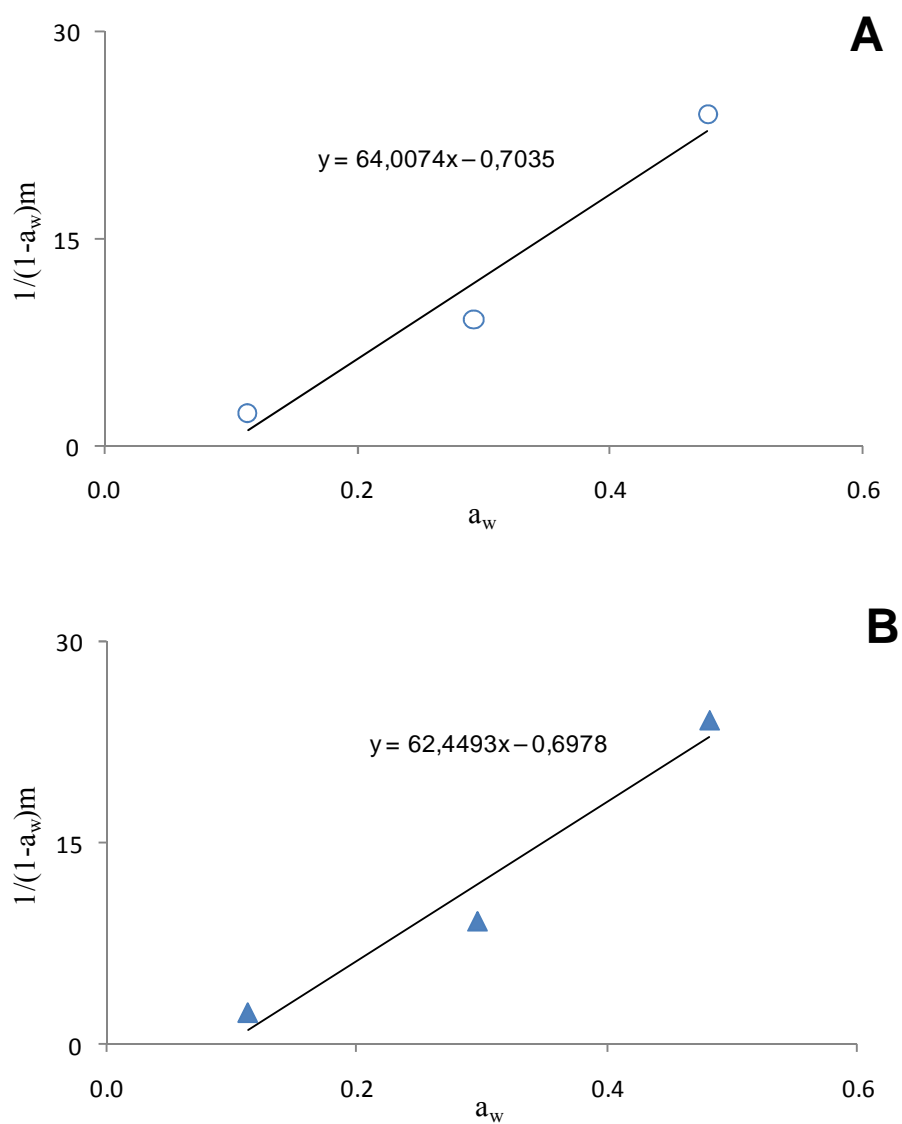 A
30
y = 64,0074x – 0,7035
1/(1-aw)m
15
0
0.0 0.2 0.4 0.6
aw
B
30
y = 62,4493x – 0,6978
1/(1-aw)m
15
0
0.0 0.2 0.4 0.6
aw